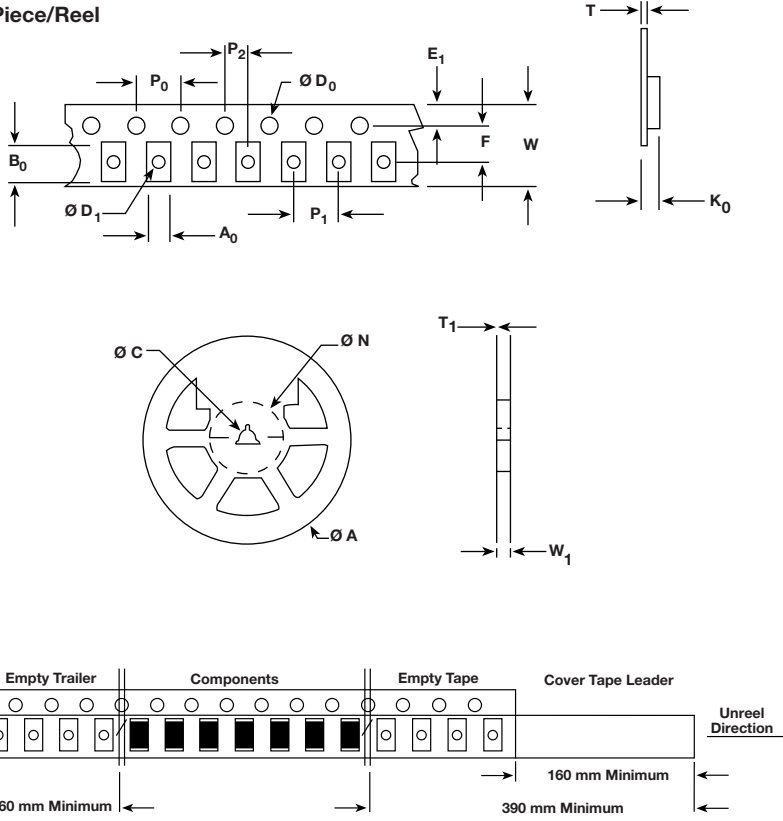 Piece/Reel
T
P2
E1
P0
Ø D0
B0
F
W
Ø D1
P1
A0
K0
T1
Ø C
Ø N
Ø A
W1
Empty Trailer
Components
Empty Tape
Cover Tape Leader
Unreel
Direction
160 mm Minimum
60 mm Minimum
390 mm Minimum